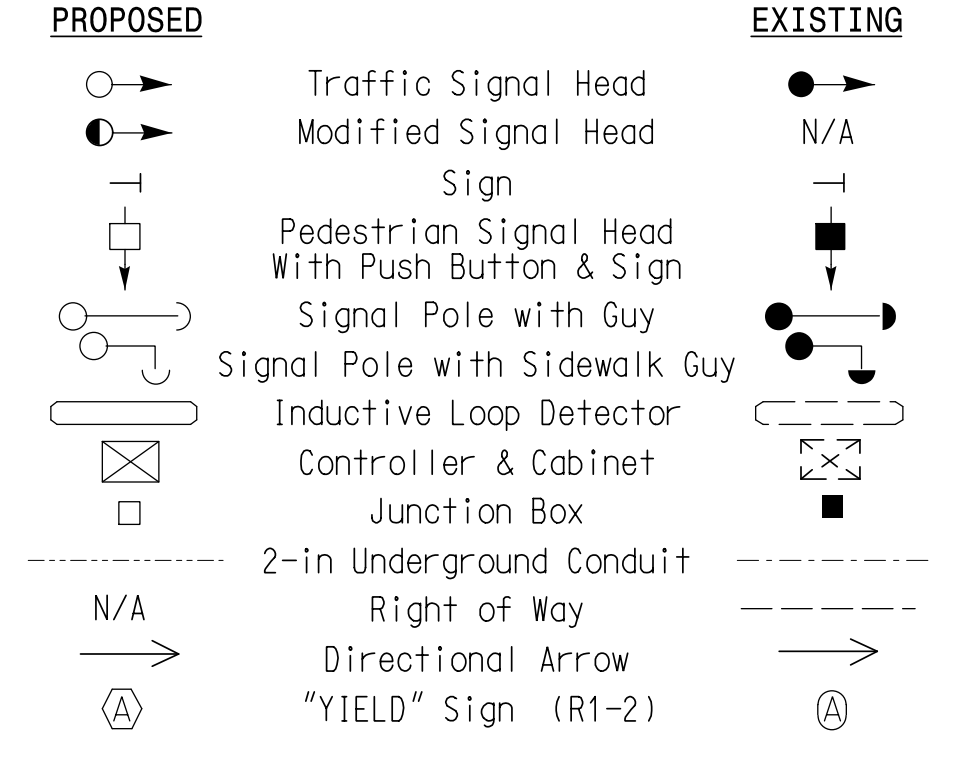 PROPOSED EXISTING
Traffic Signal Head
Modified Signal Head N/A
Sign
Pedestrian Signal Head
With Push Button & Sign
Signal Pole with Guy
Signal Pole with Sidewalk Guy
Inductive Loop Detector
Controller & Cabinet
Junction Box
2-in Underground Conduit
N/A Right of Way
Directional Arrow
A "YIELD" Sign (R1-2) A